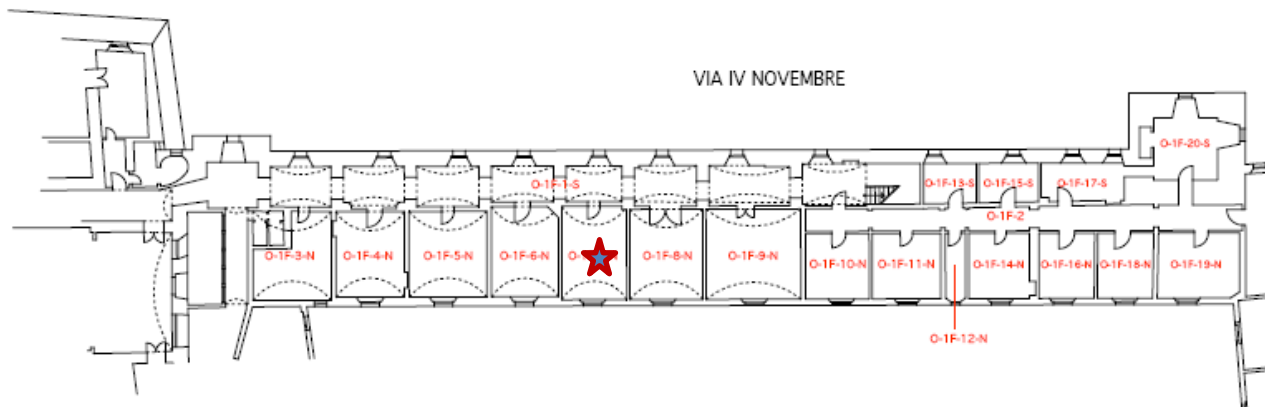 VIA IV NOVEMBRE
O-1F-20-S
O-1F-1-S
O-1F-13-S
O-1F-15-S
O-1F-17-S
O-1F-2
O-1F-3-N
O-1F-4-N
O-1F-5-N
O-1F-6-N
O-1F-8-N
O-1F-9-N
O-1F-10-N
O-1F-11-N
O-1F-14-N
O-1F-16-N
O-1F-18-N
O-1F-19-N
O-1F-12-N